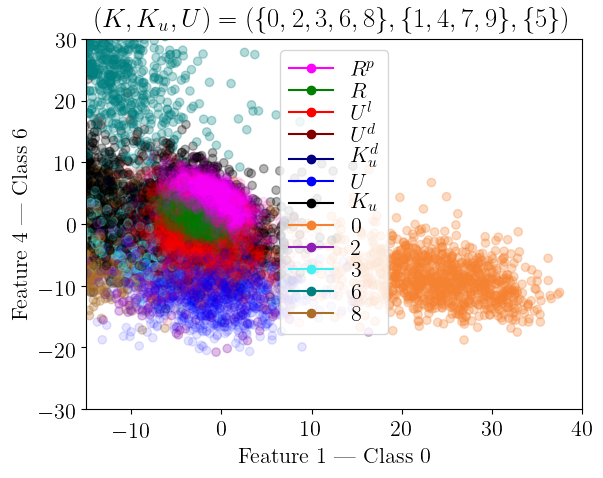 (K, K_u, U) = ({0, 2, 3, 6, 8}, {1, 4, 7, 9}, {5})
30
20
10
0
−10
−20
−30
Feature 4 — Class 6
R^p
R
U^l
U^d
K_u^d
U
K_u
0
2
3
6
8
−10
0
10
20
30
40
Feature 1 — Class 0